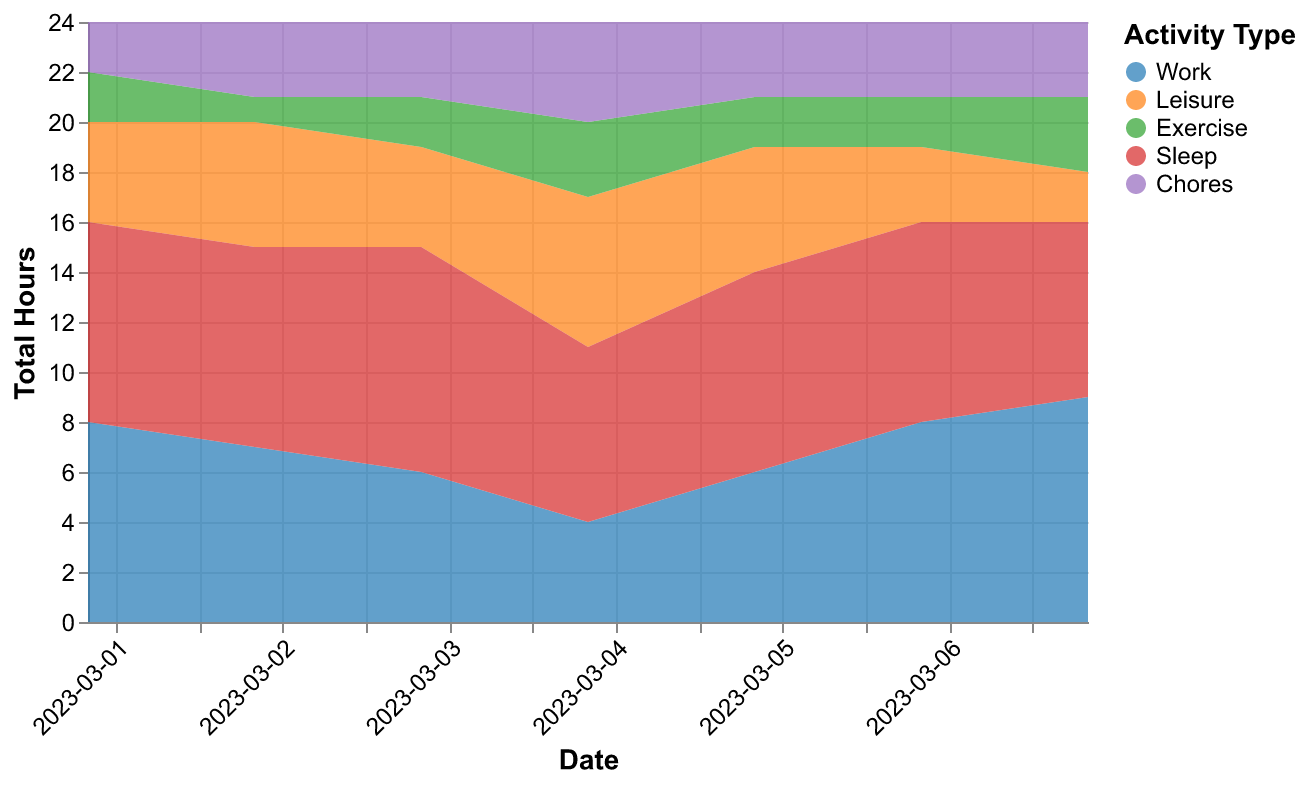 24
22
20
18
16
14
12
10
8
6
4
2
0
Total Hours
2023-03-01
2023-03-02
2023-03-03
2023-03-04
2023-03-05
2023-03-06
Date
Activity Type
Work
Leisure
Exercise
Sleep
Chores